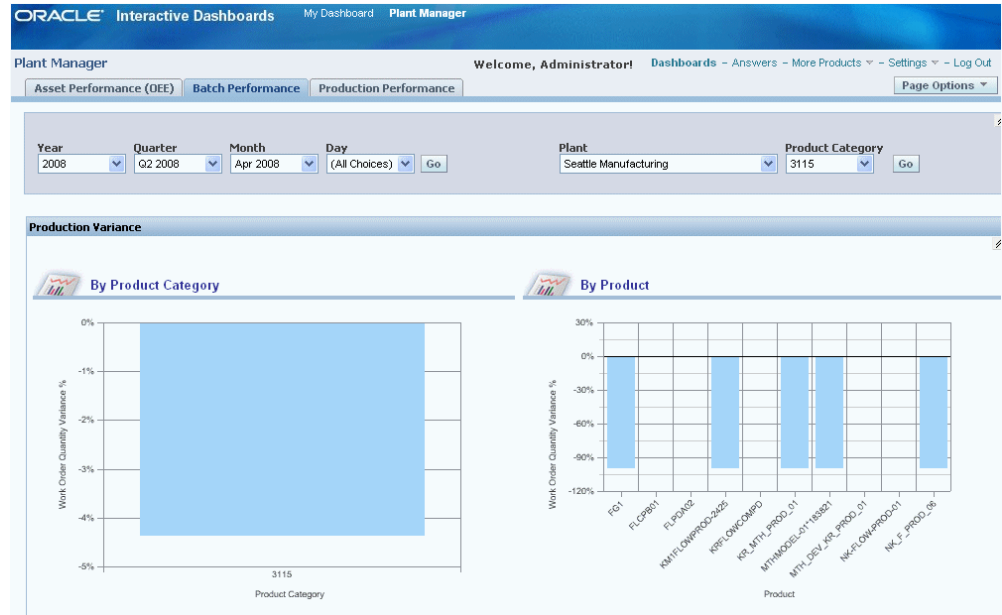 ORACLE Interactive Dashboards My Dashboard Plant Manager
Plant Manager Welcome, Administrator! Dashboards - Answers - More Products - Settings - Log Out
Asset Performance (OEE) Batch Performance Production Performance Page Options
Year Quarter Month Day Plant Product Category
2008 Q2 2008 Apr 2008 (All Choices) Go Seattle Manufacturing 3115 Go
Production Variance
By Product Category
0%
-1%
-2%
-3%
-4%
-5%
Work Order Quantity Variance %
3115
Product Category
By Product
30%
0%
-30%
-60%
-90%
-120%
Work Order Quantity Variance %
FG1
FLCPB01
FLPDA02
KM1FLOWPROD-2425
KRFLOWCOMPD
KR_MTH_PROD_01
MTHMODEL-01*183821
MTH_DEV_KR_PROD_01
NK-FLOW-PROD-01
NK_F_PROD_06
Product